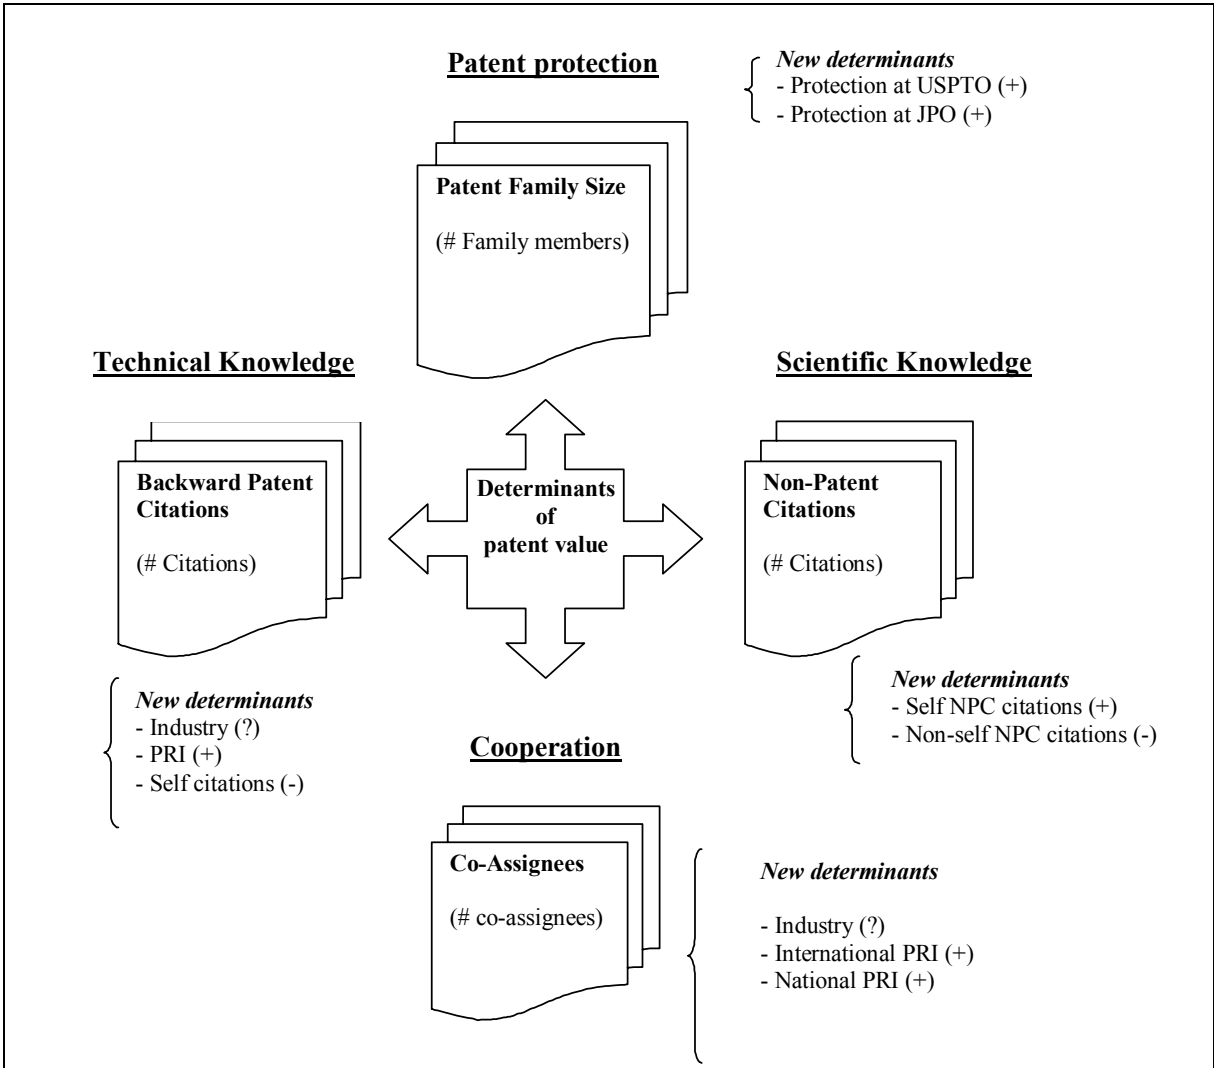 Patent protection
New determinants
- Protection at USPTO (+)
- Protection at JPO (+)
Patent Family Size
(# Family members)
Technical Knowledge
Scientific Knowledge
Backward Patent
Citations
(# Citations)
Determinants
of
patent value
Non-Patent
Citations
(# Citations)
New determinants
- Industry (?)
- PRI (+)
- Self citations (-)
New determinants
- Self NPC citations (+)
- Non-self NPC citations (-)
Cooperation
Co-Assignees
(# co-assignees)
New determinants
- Industry (?)
- International PRI (+)
- National PRI (+)